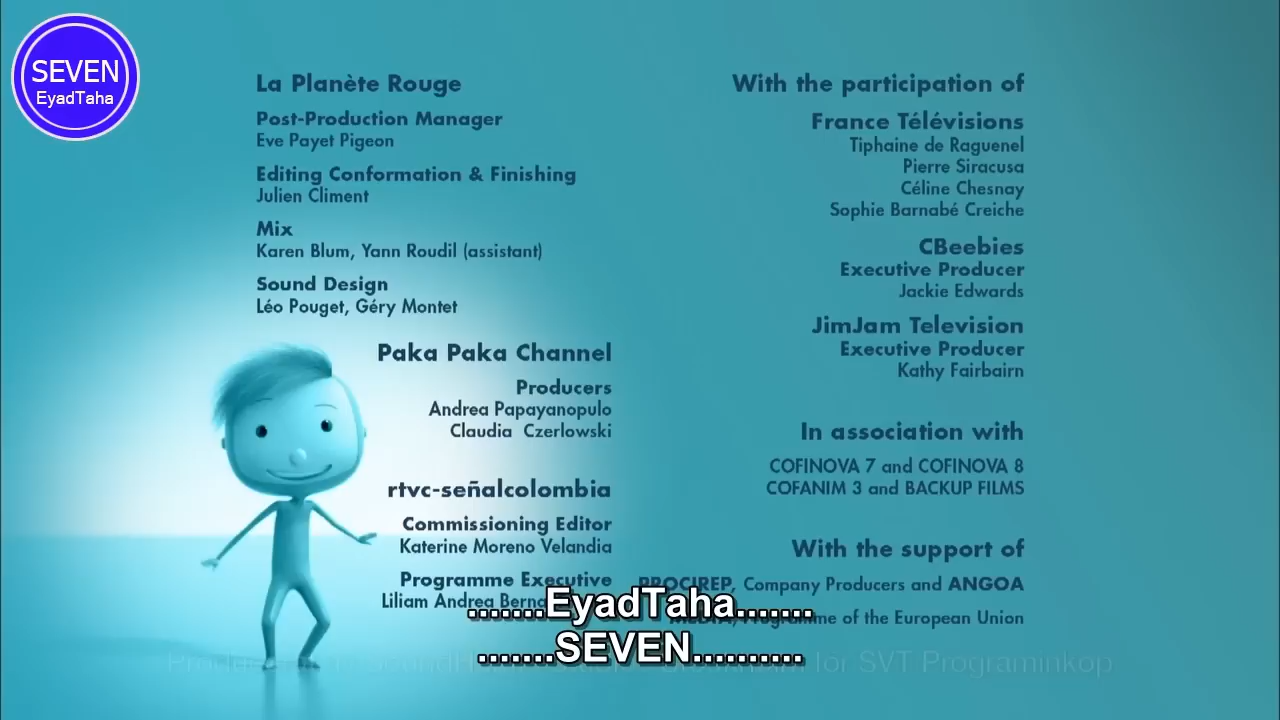 SEVEN
EyadTaha
La Planète Rouge
Post-Production Manager
Eve Payet Pigeon
Editing Conformation & Finishing
Julien Climent
Mix
Karen Blum, Yann Roudil (assistant)
Sound Design
Léo Pouget, Géry Montet
Paka Paka Channel
Producers
Andrea Papayanopulo
Claudia Czerlowski
rtvc-señalcolombia
Commissioning Editor
Katerine Moreno Velandia
Programme Executive
Liliam Andrea
With the participation of
France Télévisions
Tiphaine de Raguenel
Pierre Siracusa
Céline Chesnay
Sophie Barnabé Creiche
CBeebies
Executive Producer
Jackie Edwards
JimJam Television
Executive Producer
Kathy Fairbairn
In association with
COFINOVA 7 and COFINOVA 8
COFANIM 3 and BACKUP FILMS
With the support of
PROCIREP, Company Producers and ANGOA
MEDIA, Programme of the European Union
.......EyadTaha.......
.......SEVEN..........
for SVT Programinkop